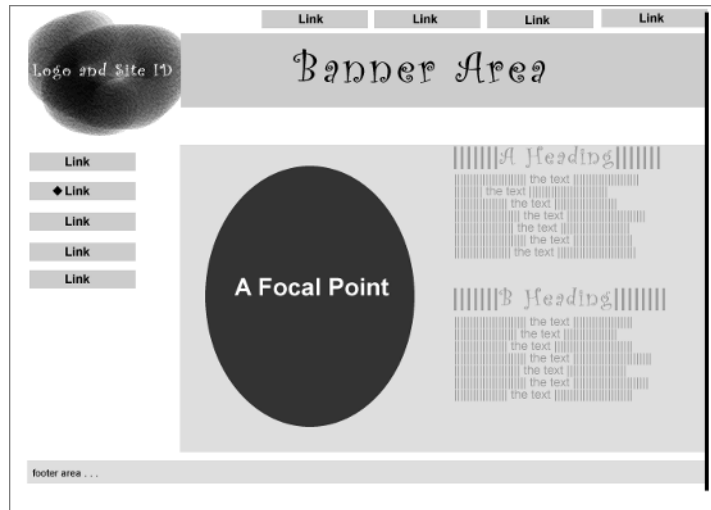 Link Link Link Link
Logo and Site ID
Banner Area
Link
◆Link
Link
Link
Link
A Focal Point
A Heading
the text
the text
the text
the text
the text
the text
the text
B Heading
the text
the text
the text
the text
the text
the text
the text
footer area . . .